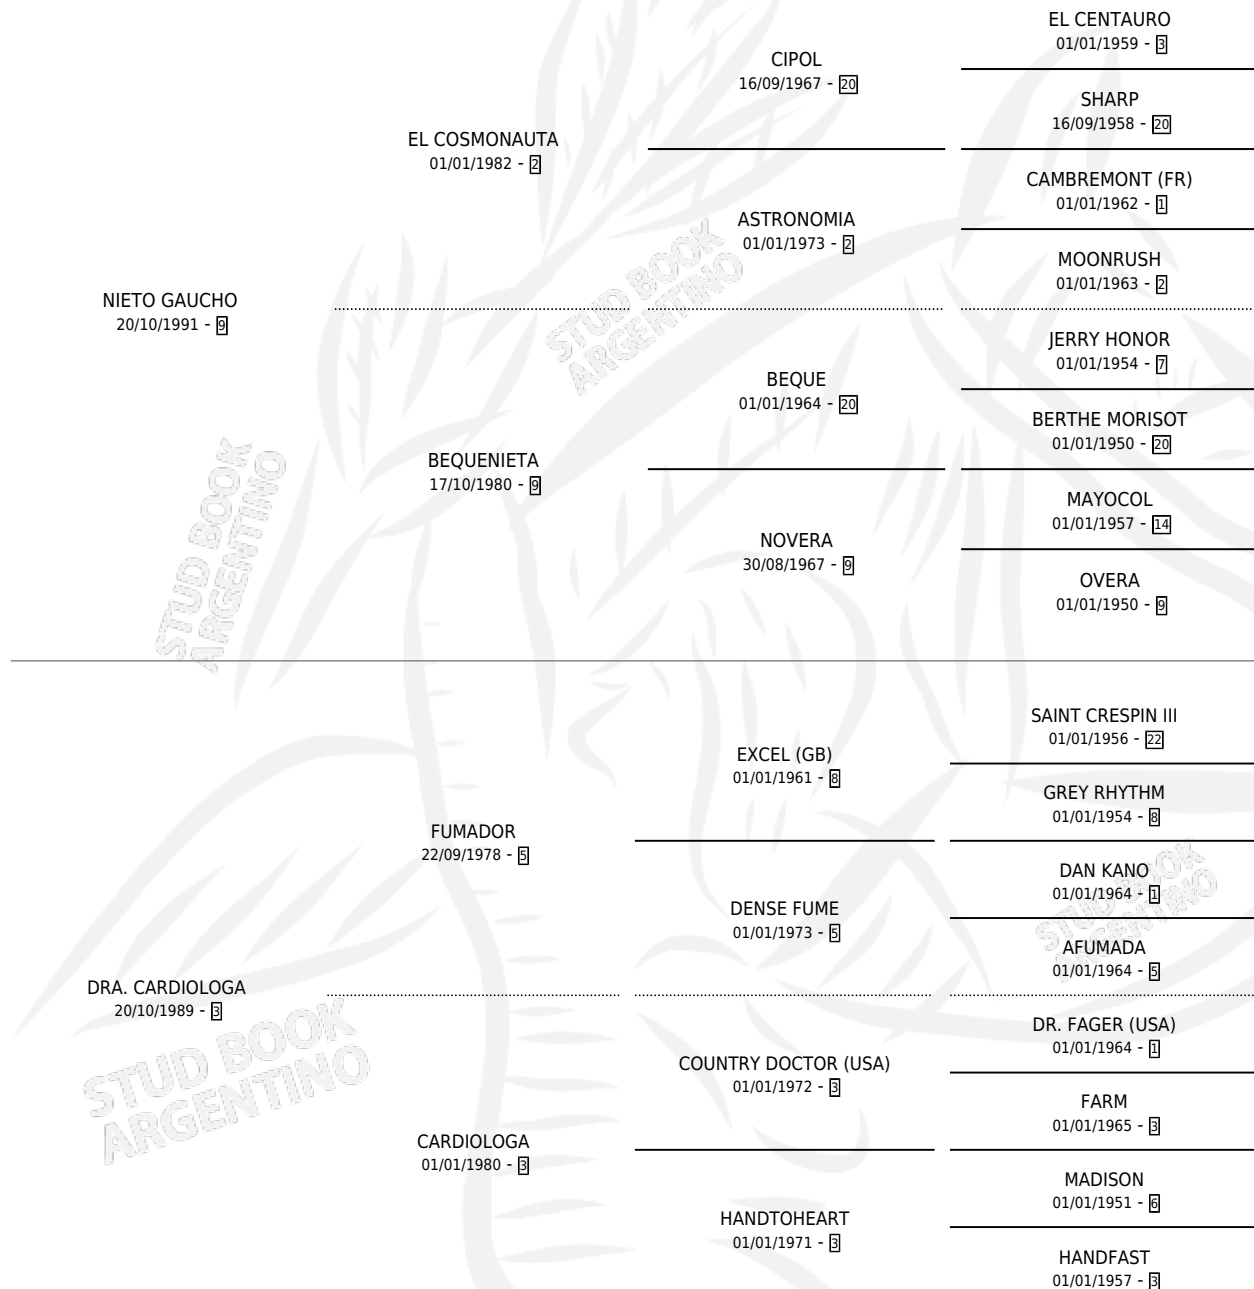 EL CENTAURO
01/01/1959 - 3
CIPOL
16/09/1967 - 20
SHARP
16/09/1958 - 20
EL COSMONAUTA
01/01/1982 - 2
CAMBREMONT (FR)
01/01/1962 - 1
ASTRONOMIA
01/01/1973 - 2
MOONRUSH
01/01/1963 - 2
NIETO GAUCHO
20/10/1991 - 9
STUD BOOK
ARGENTINO
JERRY HONOR
01/01/1954 - 7
BEQUE
01/01/1964 - 20
BERTHE MORISOT
01/01/1950 - 20
BEQUENIETA
17/10/1980 - 9
MAYOCOL
01/01/1957 - 14
NOVERA
30/08/1967 - 9
OVERA
01/01/1950 - 9
STUD BOOK
ARGENTINO
SAINT CRESPIN III
01/01/1956 - 22
EXCEL (GB)
01/01/1961 - 8
GREY RHYTHM
01/01/1954 - 8
FUMADOR
22/09/1978 - 5
DAN KANO
01/01/1964 - 1
DENSE FUME
01/01/1973 - 5
AFUMADA
01/01/1964 - 5
STUD BOOK
ARGENTINO
DRA. CARDIOLOGA
20/10/1989 - 3
DR. FAGER (USA)
01/01/1964 - 1
COUNTRY DOCTOR (USA)
01/01/1972 - 3
FARM
01/01/1965 - 3
STUD BOOK
ARGENTINO
CARDIOLOGA
01/01/1980 - 3
MADISON
01/01/1951 - 6
HANDTOHEART
01/01/1971 - 3
HANDFAST
01/01/1957 - 3